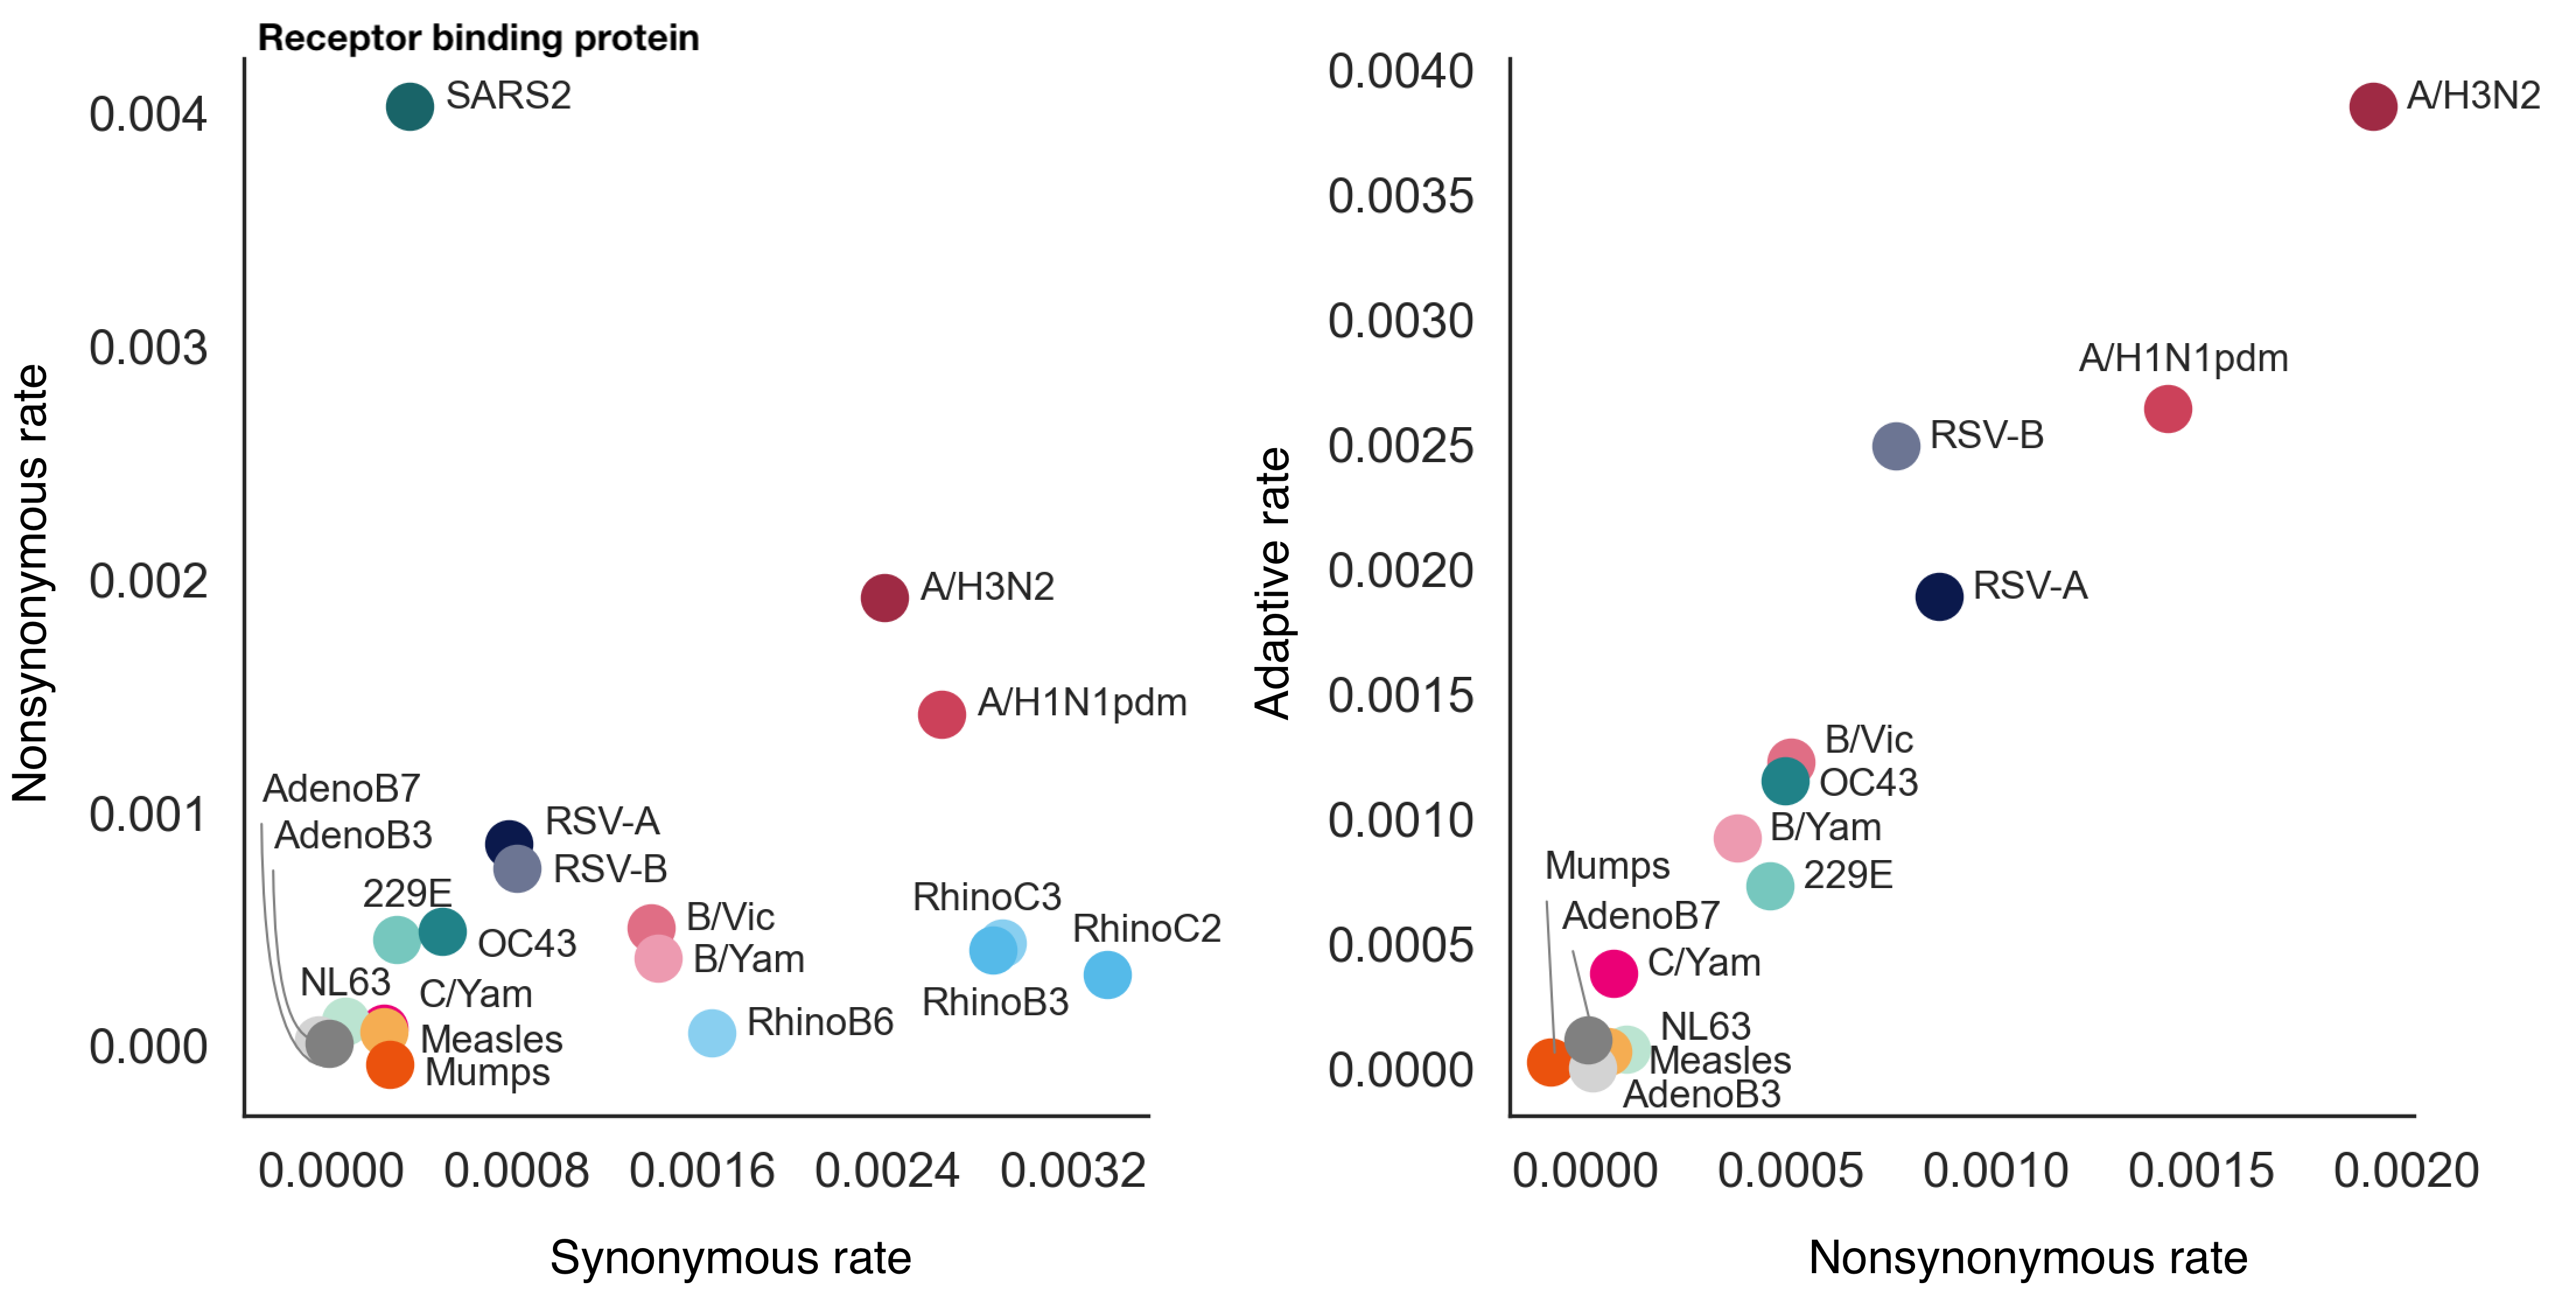 Receptor binding protein
SARS2
0.004
0.003
0.002
0.001
0.000
Nonsynonymous rate
A/H3N2
A/H1N1pdm
AdenoB7
AdenoB3
RSV-A
RSV-B
229E
OC43
B/Vic
B/Yam
RhinoC3
RhinoC2
RhinoB3
RhinoB6
NL63
C/Yam
Measles
Mumps
0.0000 0.0008 0.0016 0.0024 0.0032
Synonymous rate
0.0040
0.0035
0.0030
0.0025
0.0020
0.0015
0.0010
0.0005
0.0000
Adaptive rate
A/H3N2
A/H1N1pdm
RSV-B
RSV-A
B/Vic
OC43
B/Yam
229E
Mumps
AdenoB7
C/Yam
NL63
Measles
AdenoB3
0.0000 0.0005 0.0010 0.0015 0.0020
Nonsynonymous rate